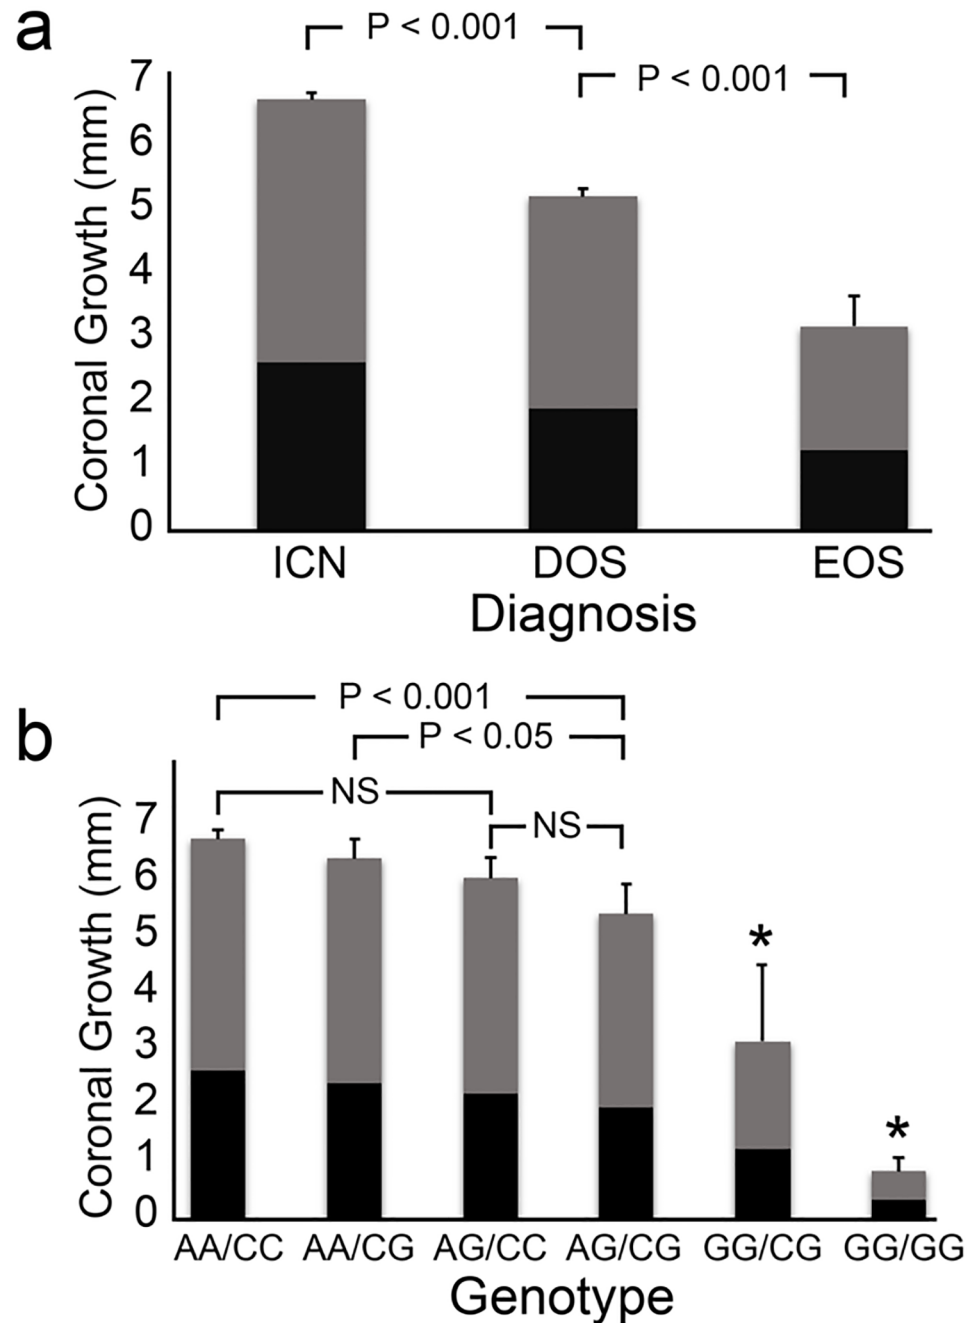 a
P < 0.001
P < 0.001
Coronal Growth (mm)
7
6
5
4
3
2
1
0
ICN DOS EOS
Diagnosis
b
P < 0.001
P < 0.05
NS
NS
Coronal Growth (mm)
7
6
5
4
3
2
1
0
*
*
AA/CC AA/CG AG/CC AG/CG GG/CG GG/GG
Genotype